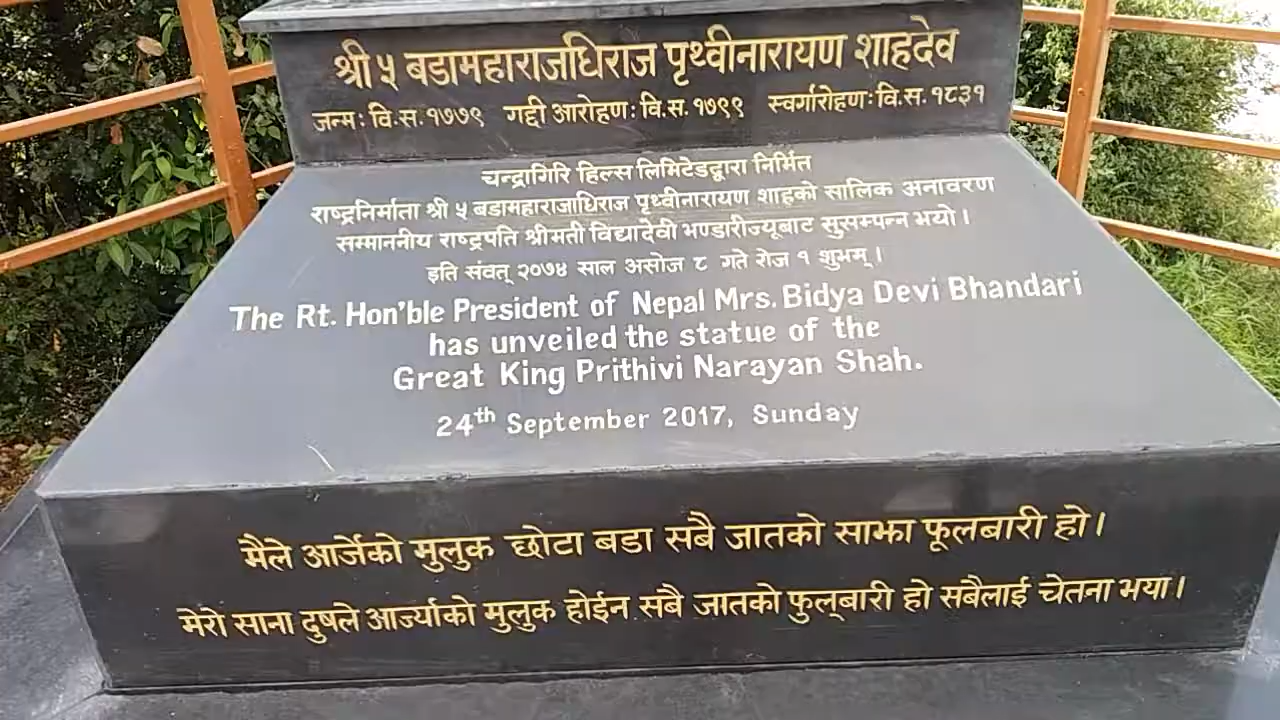 श्री ५ बडामहाराजधिराज पृथ्वीनारायण शाहदेव
जन्म: वि.स. १७७९ गद्दी आरोहण: वि.स. १७९९ स्वर्गारोहण: वि.स. १८३१
चन्द्रागिरि हिल्स लिमिटेडद्वारा निर्मित
राष्ट्रनिर्माता श्री ५ बडामहाराजाधिराज पृथ्वीनारायण शाहको सालिक अनावरण
सम्माननीय राष्ट्रपति श्रीमती विद्यादेवी भण्डारीज्यूबाट सुसम्पन्न भयो।
इति संवत् २०७४ साल असोज ८ गते रोज १ शुभम्।
The Rt. Hon'ble President of Nepal Mrs. Bidya Devi Bhandari
has unveiled the statue of the
Great King Prithivi Narayan Shah.
24th September 2017, Sunday
मैले आर्जेको मुलुक छोटा बडा सबै जातको साझा फूलबारी हो।
मेरो साना दुषले आर्ज्याको मुलुक होईन सबै जातको फुल्बारी हो सबैलाई चेतना भया।